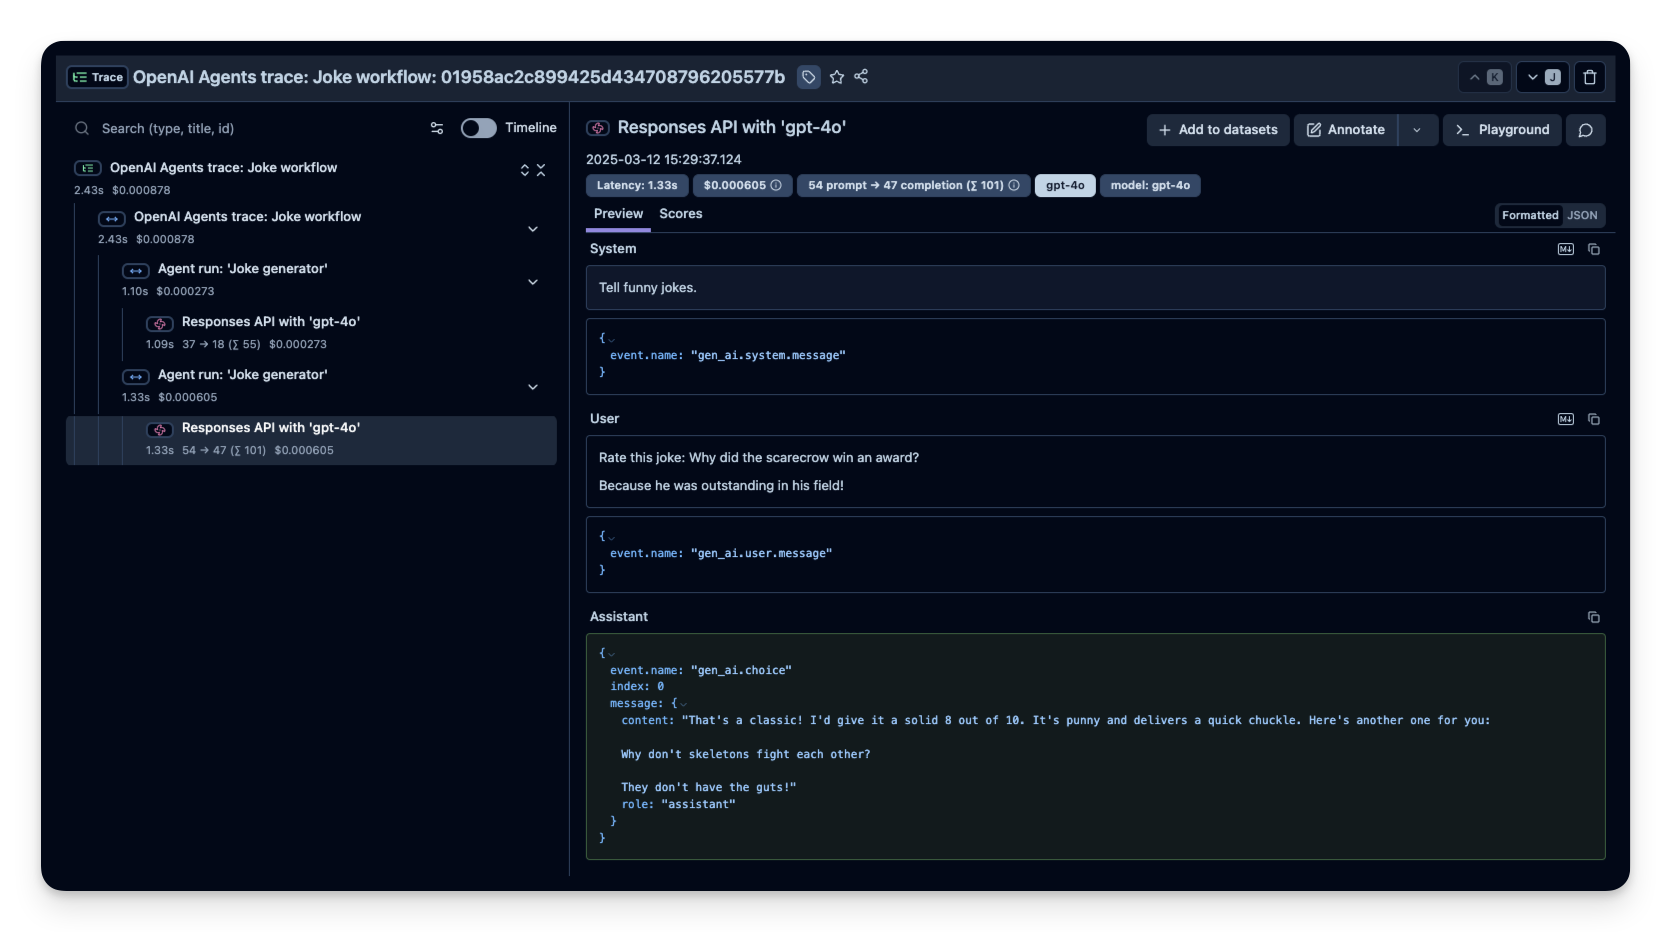 Trace OpenAI Agents trace: Joke workflow: 01958ac2c899425d434708796205577b K J
Search (type, title, id) Timeline
OpenAI Agents trace: Joke workflow
2.43s $0.000878
OpenAI Agents trace: Joke workflow
2.43s $0.000878
Agent run: 'Joke generator'
1.10s $0.000273
Responses API with 'gpt-4o'
1.09s 37 → 18 (∑ 55) $0.000273
Agent run: 'Joke generator'
1.33s $0.000605
Responses API with 'gpt-4o'
1.33s 54 → 47 (∑ 101) $0.000605
Responses API with 'gpt-4o'
Add to datasets Annotate Playground
2025-03-12 15:29:37.124
Latency: 1.33s $0.000605 54 prompt → 47 completion (∑ 101) gpt-4o model: gpt-4o
Preview Scores Formatted JSON
System M↓
Tell funny jokes.
{
event.name: "gen_ai.system.message"
}
User M↓
Rate this joke: Why did the scarecrow win an award?
Because he was outstanding in his field!
{
event.name: "gen_ai.user.message"
}
Assistant
{
event.name: "gen_ai.choice"
index: 0
message: {
content: "That's a classic! I'd give it a solid 8 out of 10. It's punny and delivers a quick chuckle. Here's another one for you:
Why don't skeletons fight each other?
They don't have the guts!"
role: "assistant"
}
}